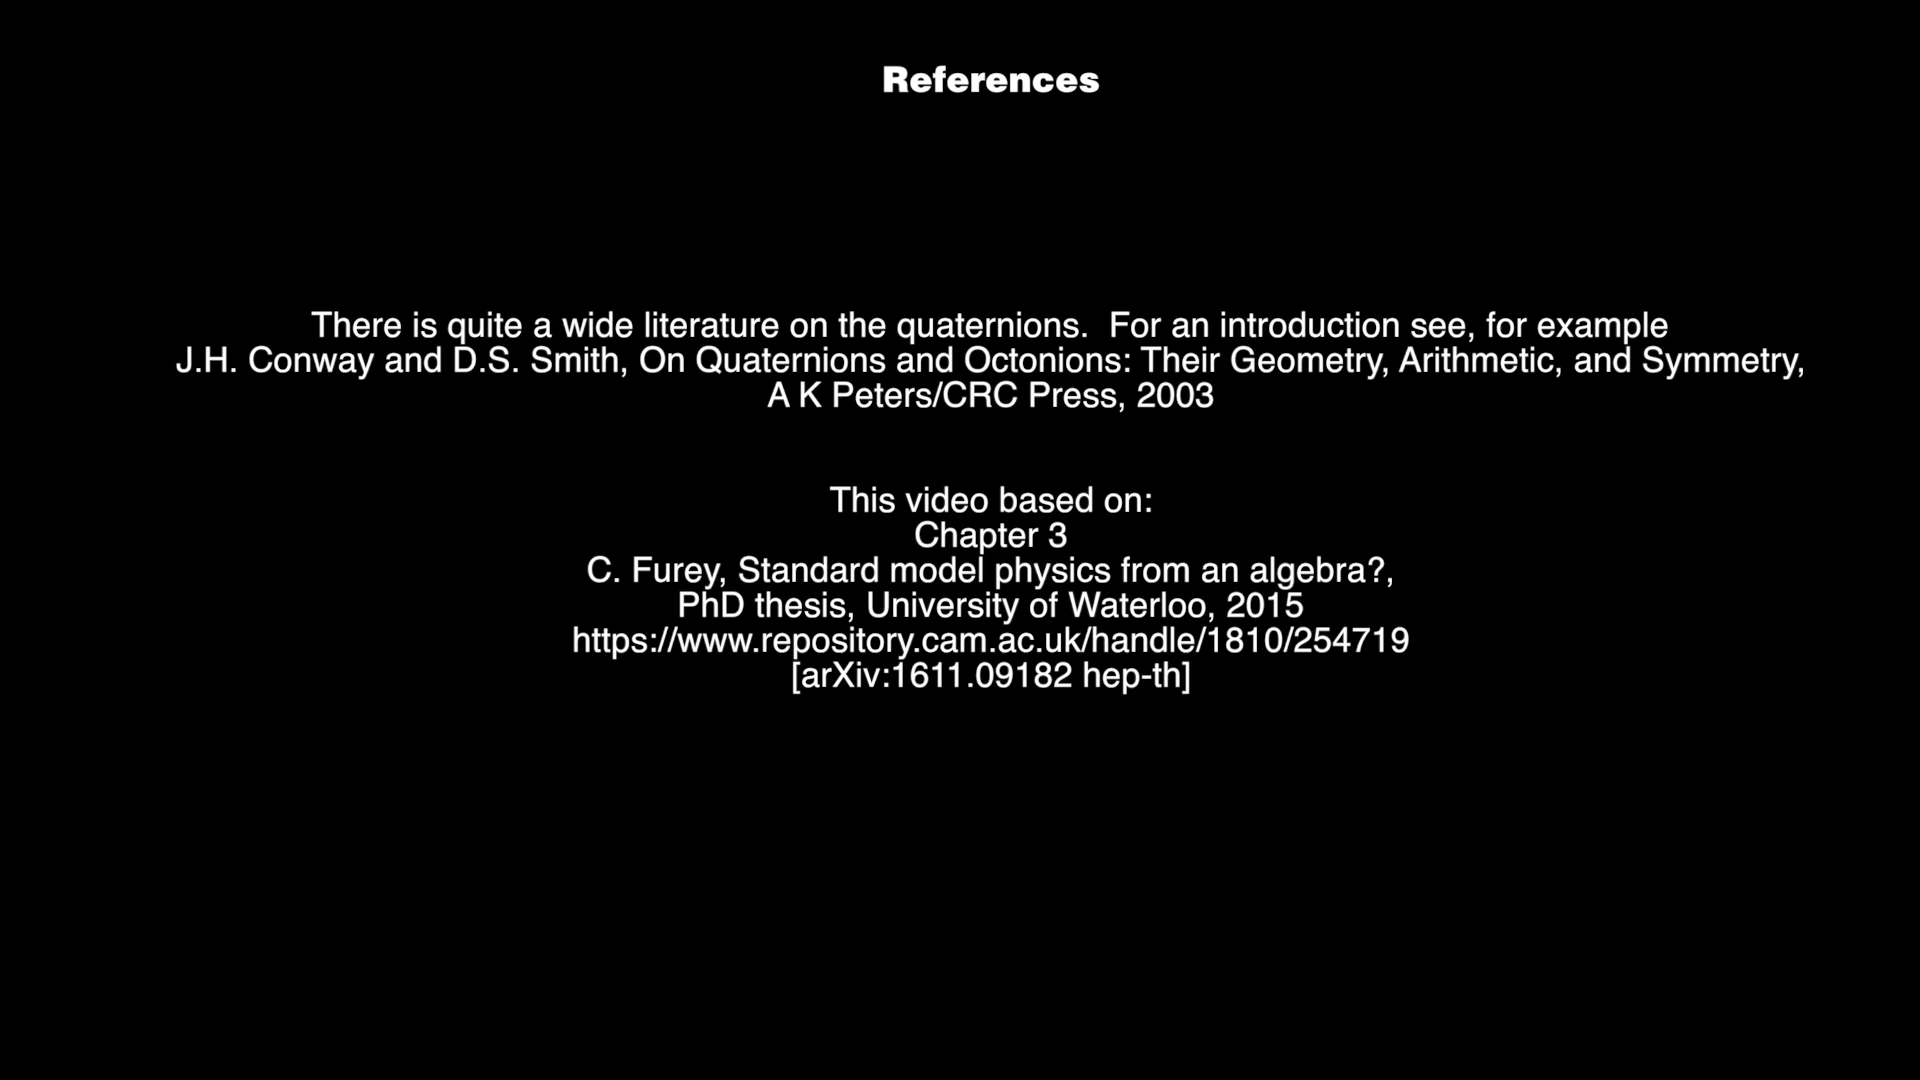 References
There is quite a wide literature on the quaternions.  For an introduction see, for example
J.H. Conway and D.S. Smith, On Quaternions and Octonions: Their Geometry, Arithmetic, and Symmetry,
A K Peters/CRC Press, 2003
This video based on:
Chapter 3
C. Furey, Standard model physics from an algebra?,
PhD thesis, University of Waterloo, 2015
https://www.repository.cam.ac.uk/handle/1810/254719
[arXiv:1611.09182 hep-th]